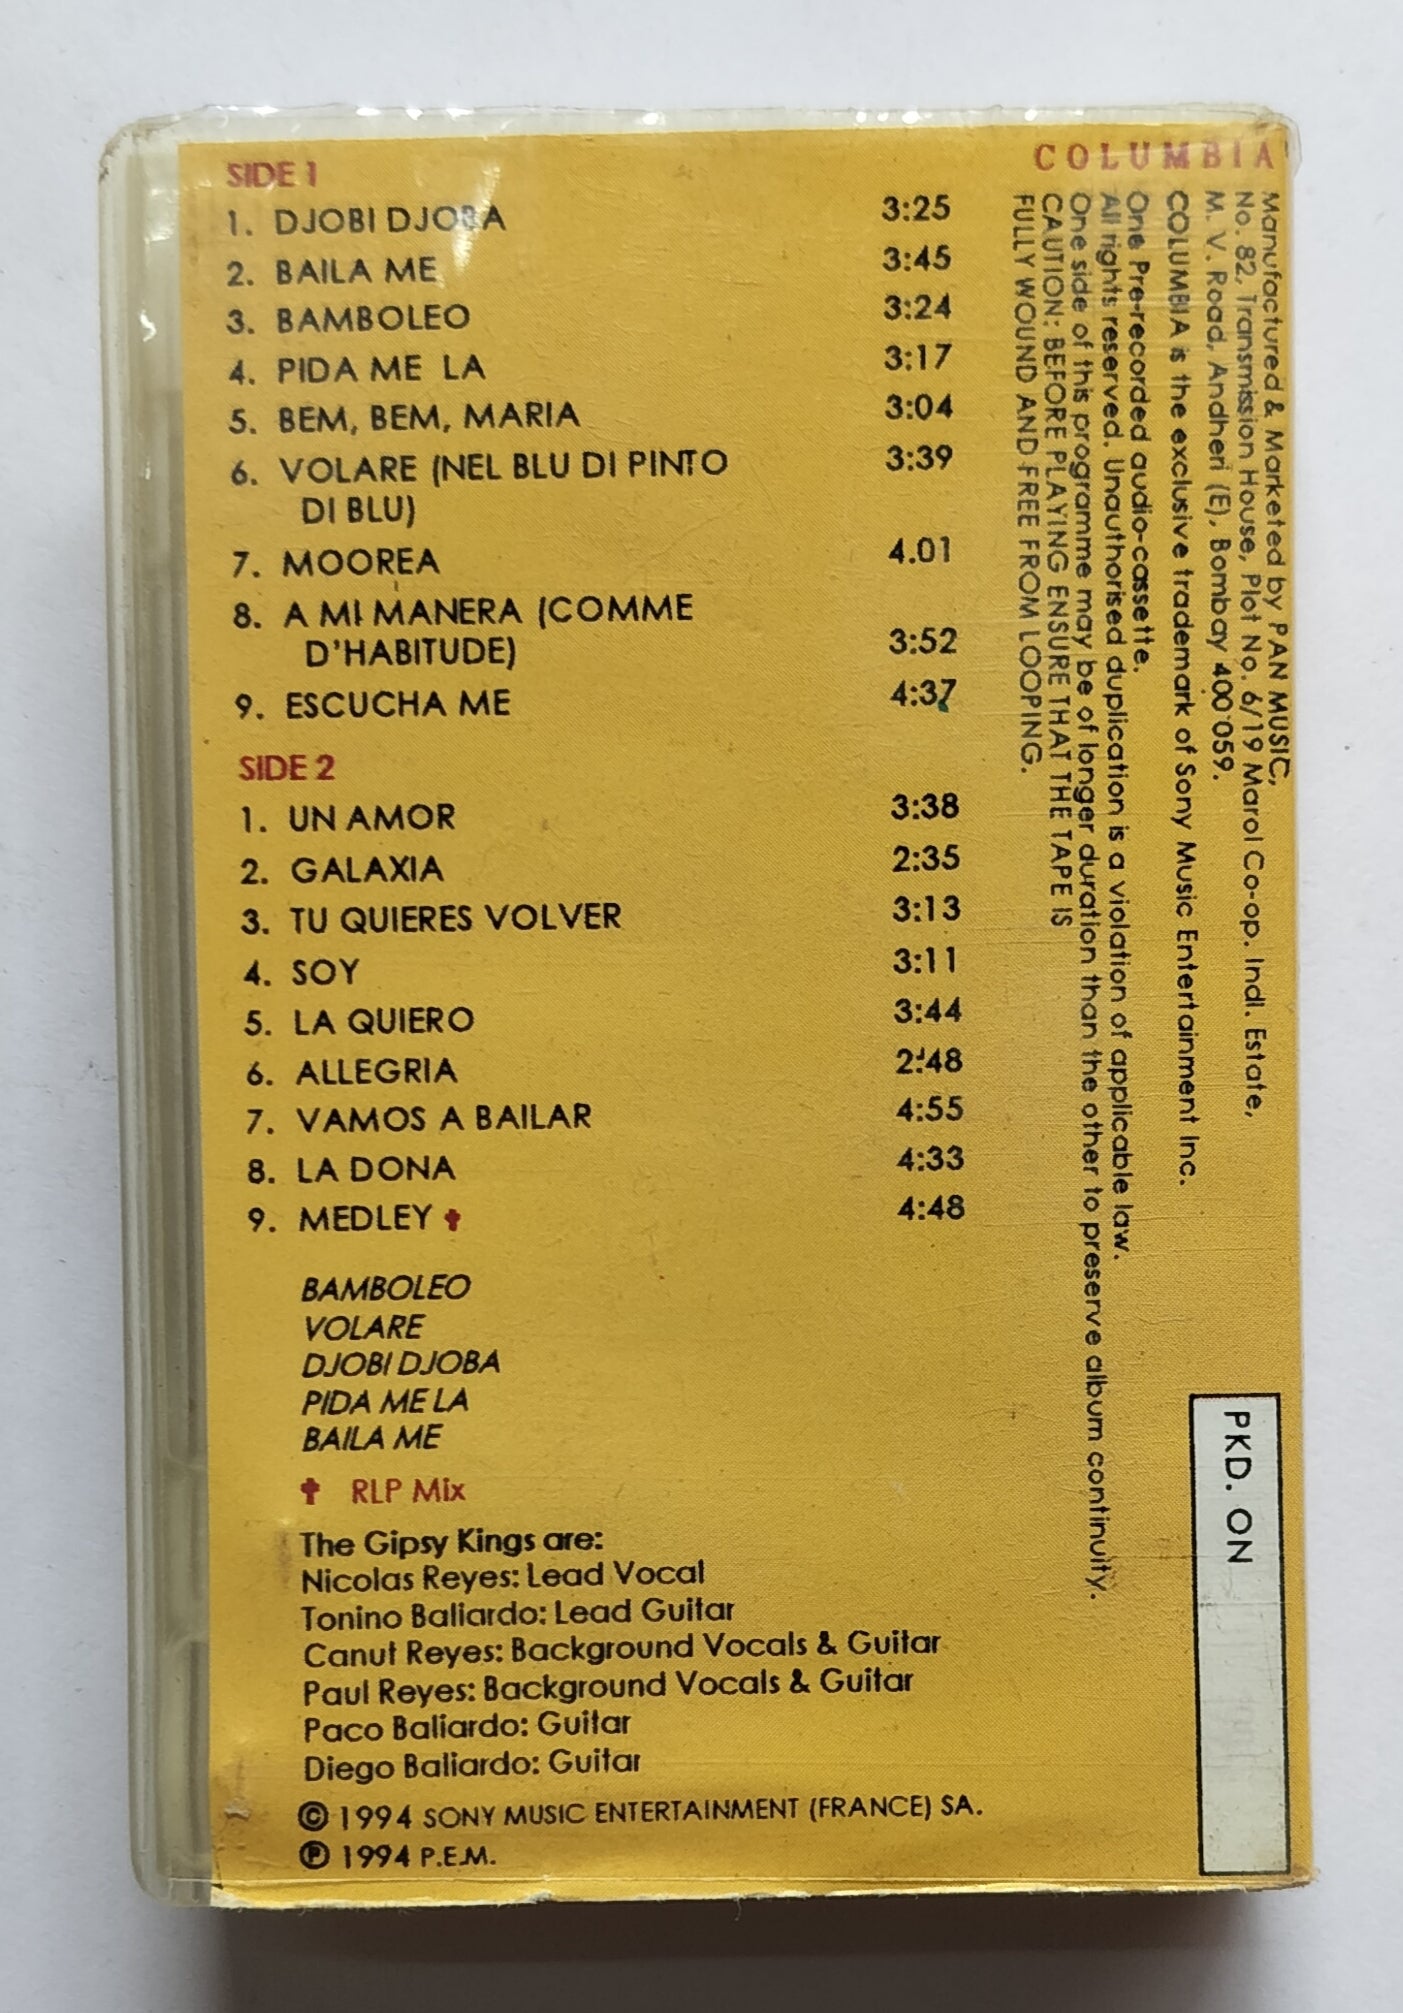 SIDE 1
1. DJOBI DJOBA 3:25
2. BAILA ME 3:45
3. BAMBOLEO 3:24
4. PIDA ME LA 3:17
5. BEM, BEM, MARIA 3:04
6. VOLARE (NEL BLU DI PINTO 3:39
DI BLU)
7. MOOREA 4.01
8. A MI MANERA (COMME
D'HABITUDE) 3:52
9. ESCUCHA ME 4:37
SIDE 2
1. UN AMOR 3:38
2. GALAXIA 2:35
3. TU QUIERES VOLVER 3:13
4. SOY 3:11
5. LA QUIERO 3:44
6. ALLEGRIA 2:48
7. VAMOS A BAILAR 4:55
8. LA DONA 4:33
9. MEDLEY ✝ 4:48
BAMBOLEO
VOLARE
DJOBI DJOBA
PIDA ME LA
BAILA ME
✝ RLP Mix
The Gipsy Kings are:
Nicolas Reyes: Lead Vocal
Tonino Baliardo: Lead Guitar
Canut Reyes: Background Vocals & Guitar
Paul Reyes: Background Vocals & Guitar
Paco Baliardo: Guitar
Diego Baliardo: Guitar
© 1994 SONY MUSIC ENTERTAINMENT (FRANCE) SA.
℗ 1994 P.E.M.
COLUMBIA
Manufactured & Marketed by PAN MUSIC,
No. 82, Transmission House, Plot No. 6/19 Marol Co-op. Indl. Estate,
M. V. Road, Andheri (E), Bombay 400 059.
COLUMBIA is the exclusive trademark of Sony Music Entertainment Inc.
One Pre-recorded audio-cassette.
All rights reserved. Unauthorised duplication is a violation of applicable law.
One side of this programme may be of longer duration than the other to preserve album continuity.
CAUTION: BEFORE PLAYING ENSURE THAT THE TAPE IS
FULLY WOUND AND FREE FROM LOOPING.
PKD. ON